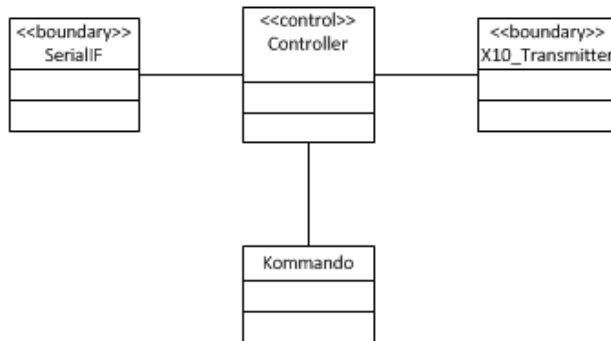 <<boundary>>
SerialIF
<<control>>
Controller
<<boundary>>
X10_Transmitter
Kommando